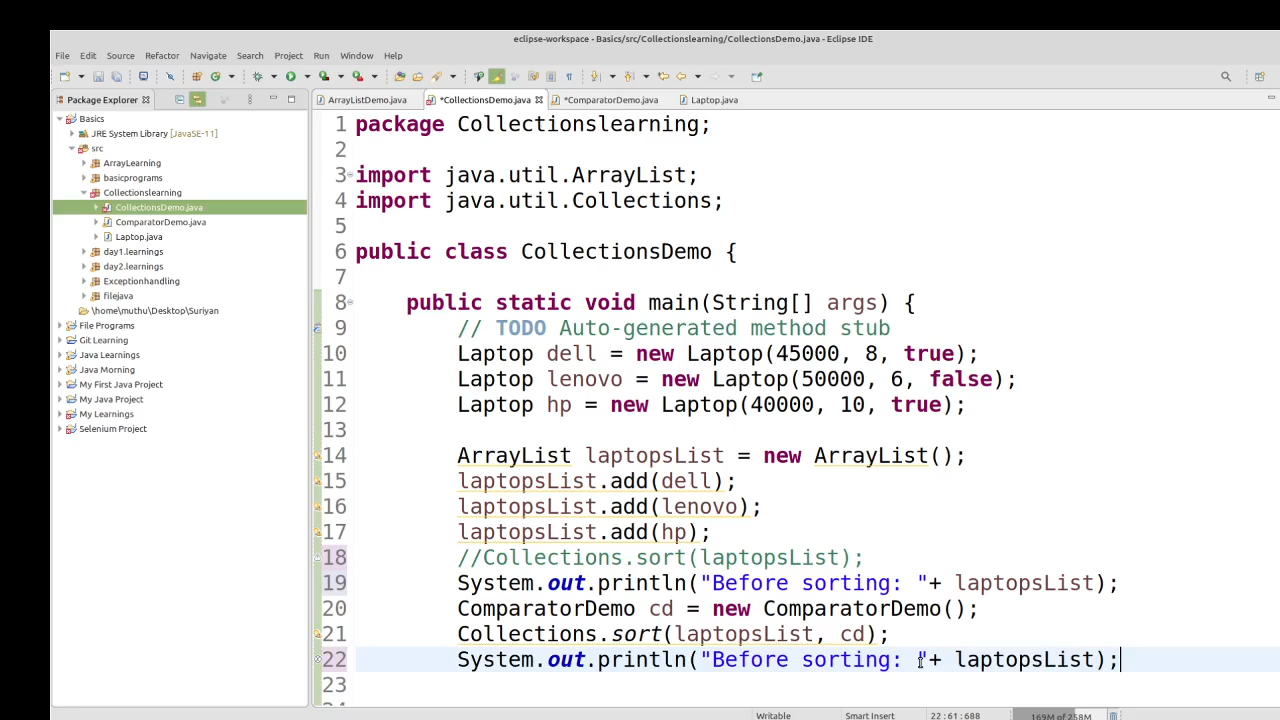 eclipse-workspace - Basics/src/Collectionslearning/CollectionsDemo.java - Eclipse IDE
File Edit Source Refactor Navigate Search Project Run Window Help
Package Explorer
ArrayListDemo.java *CollectionsDemo.java *ComparatorDemo.java Laptop.java
Basics
JRE System Library [JavaSE-11]
src
ArrayLearning
basicprograms
Collectionslearning
CollectionsDemo.java
ComparatorDemo.java
Laptop.java
day1.learnings
day2.learnings
Exceptionhandling
filejava
\home\muthu\Desktop\Suriyan
File Programs
Git Learning
Java Learnings
Java Morning
My First Java Project
My Java Project
My Learnings
Selenium Project
1 package Collectionslearning;
2
3 import java.util.ArrayList;
4 import java.util.Collections;
5
6 public class CollectionsDemo {
7
8 public static void main(String[] args) {
9 // TODO Auto-generated method stub
10 Laptop dell = new Laptop(45000, 8, true);
11 Laptop lenovo = new Laptop(50000, 6, false);
12 Laptop hp = new Laptop(40000, 10, true);
13
14 ArrayList laptopsList = new ArrayList();
15 laptopsList.add(dell);
16 laptopsList.add(lenovo);
17 laptopsList.add(hp);
18 //Collections.sort(laptopsList);
19 System.out.println("Before sorting: "+ laptopsList);
20 ComparatorDemo cd = new ComparatorDemo();
21 Collections.sort(laptopsList, cd);
22 System.out.println("Before sorting: "+ laptopsList);
23
Writable Smart Insert 22:61:688 169M of 258M